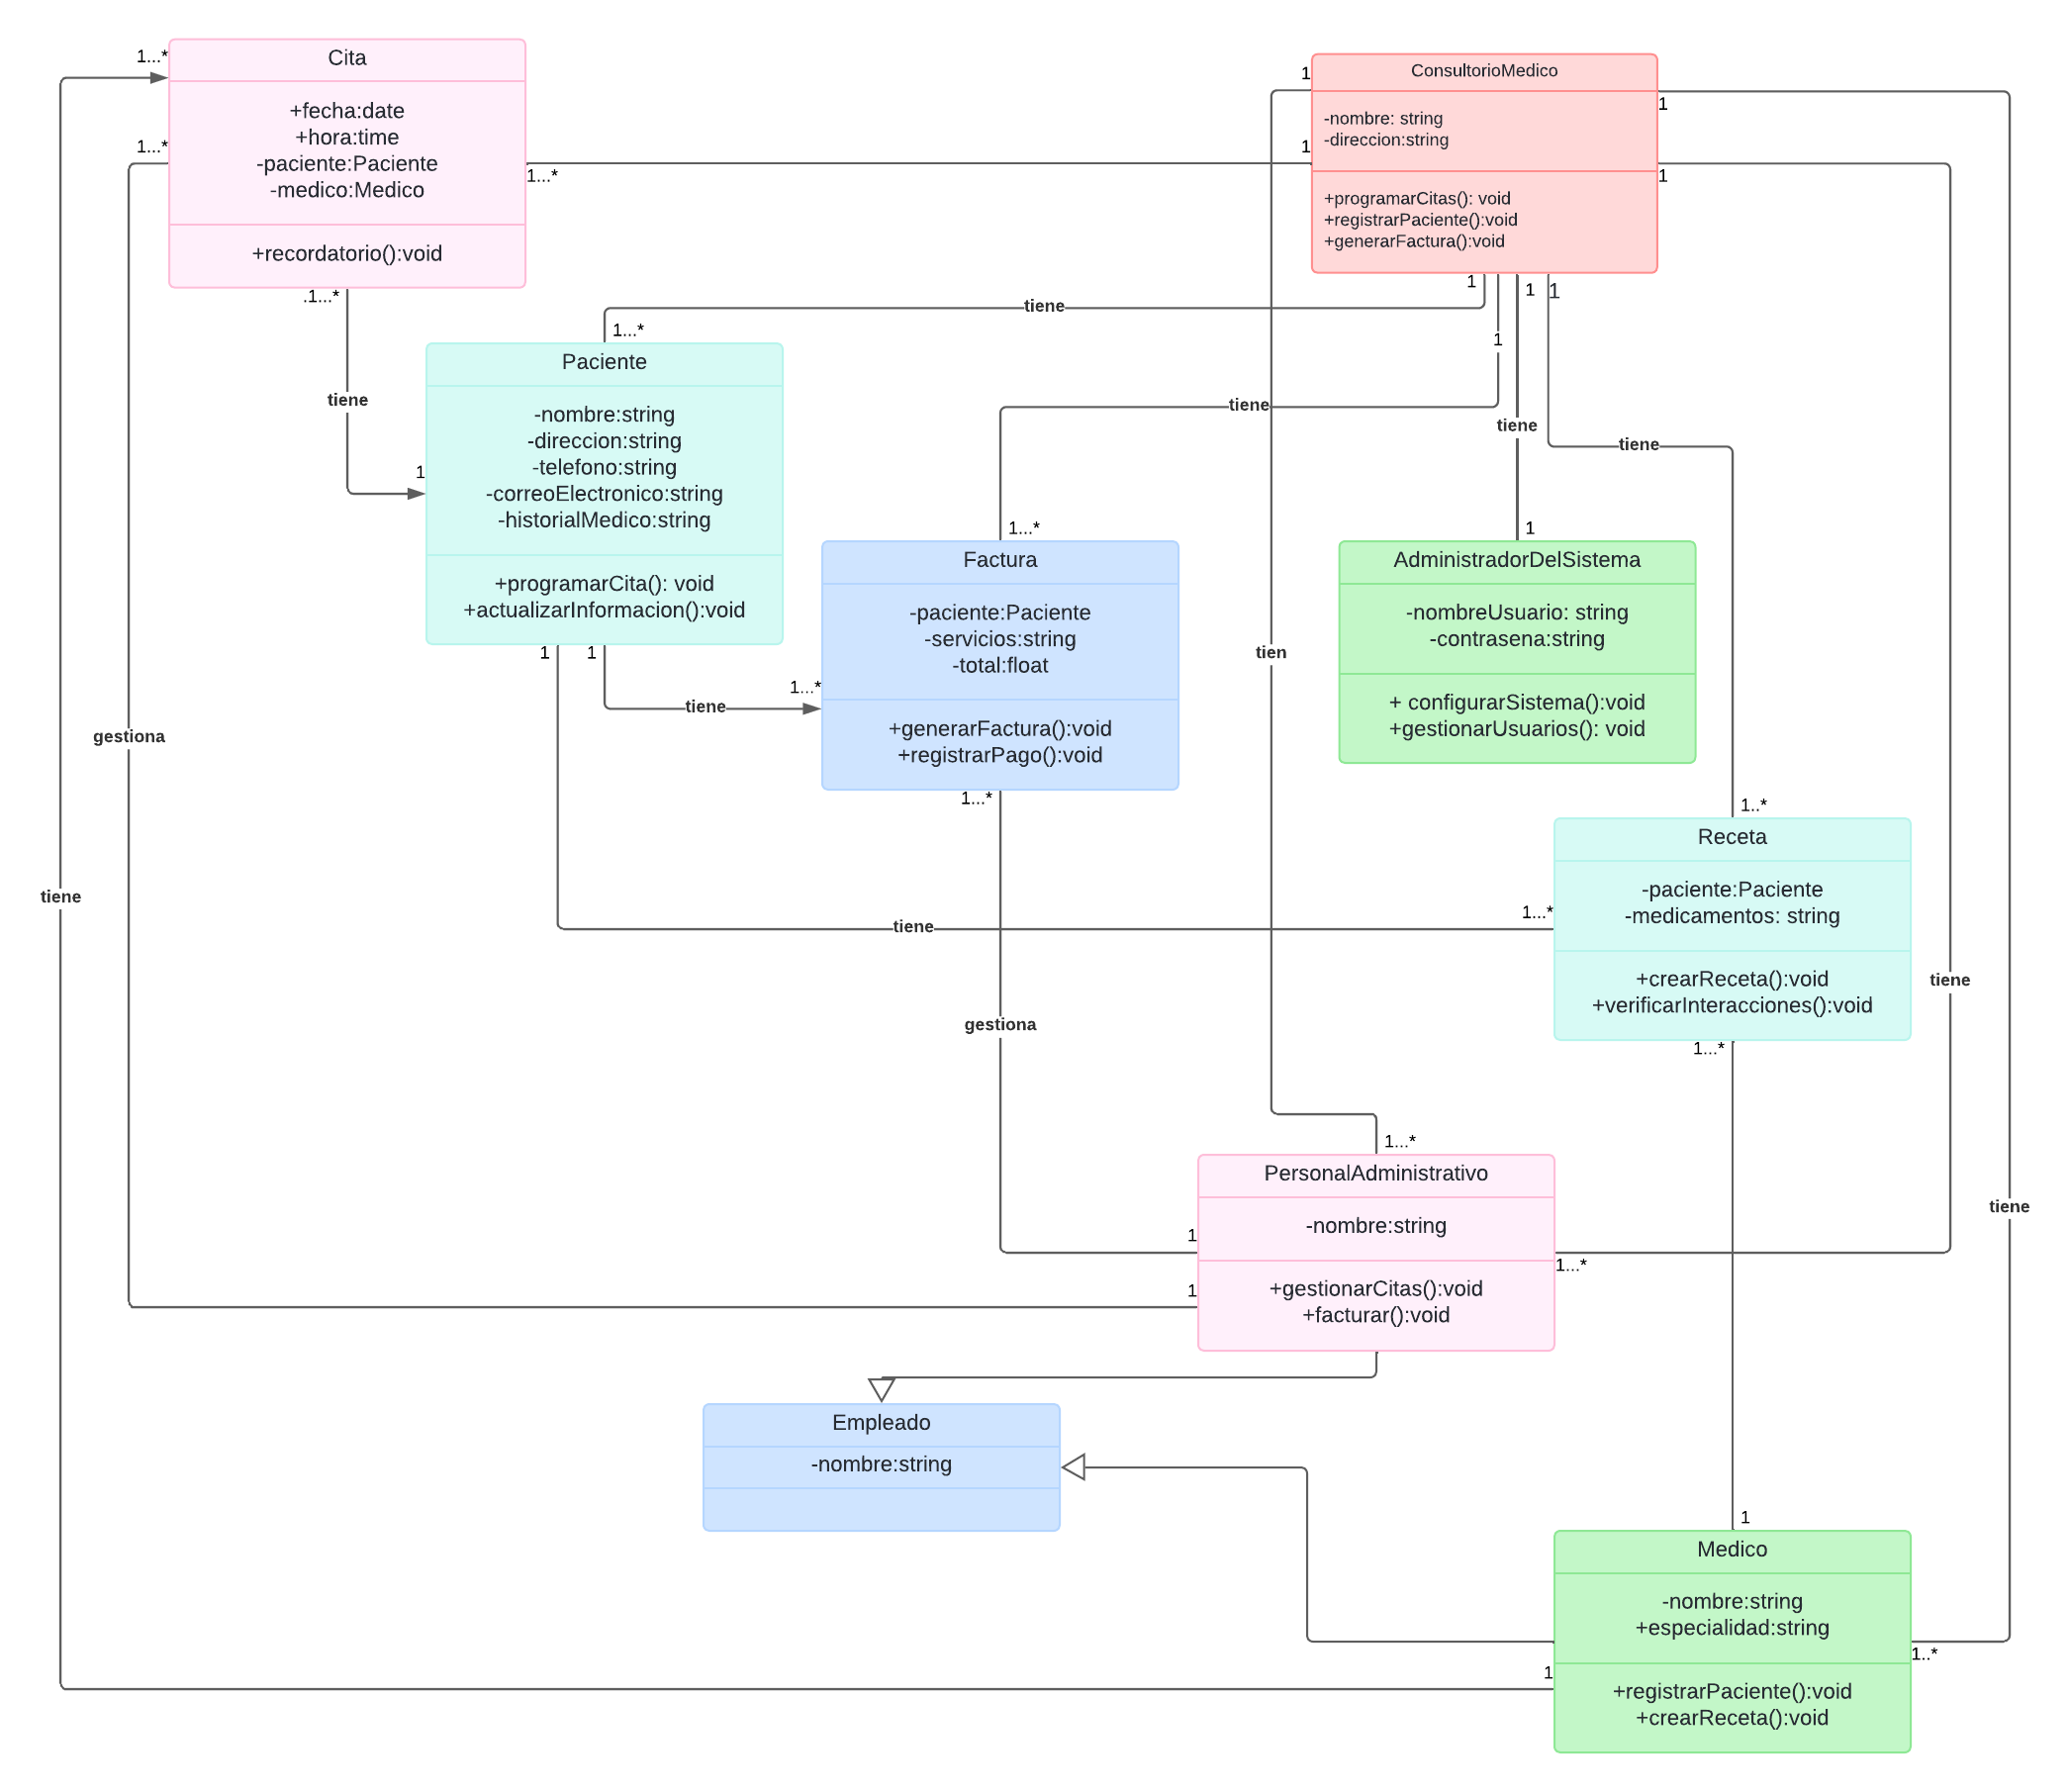 1...*
Cita
+fecha:date
+hora:time
-paciente:Paciente
-medico:Medico
+recordatorio():void
1...*
1...*
.1...*
1
ConsultorioMedico
-nombre: string
-direccion:string
+programarCitas(): void
+registrarPaciente():void
+generarFactura():void
1
1
1
1
1
1
1
tiene
1...*
Paciente
-nombre:string
-direccion:string
-telefono:string
-correoElectronico:string
-historialMedico:string
+programarCita(): void
+actualizarInformacion():void
tiene
1
1
1
tiene
1...*
tiene
1...*
Factura
-paciente:Paciente
-servicios:string
-total:float
+generarFactura():void
+registrarPago():void
1...*
tiene
1
AdministradorDelSistema
-nombreUsuario: string
-contrasena:string
+ configurarSistema():void
+gestionarUsuarios(): void
tiene
1..*
Receta
-paciente:Paciente
-medicamentos: string
+crearReceta():void
+verificarInteracciones():void
1...*
1...*
tien
gestiona
tiene
tiene
gestiona
tiene
tiene
1...*
PersonalAdministrativo
-nombre:string
+gestionarCitas():void
+facturar():void
1
1
1...*
Empleado
-nombre:string
1
Medico
-nombre:string
+especialidad:string
+registrarPaciente():void
+crearReceta():void
1..*
1